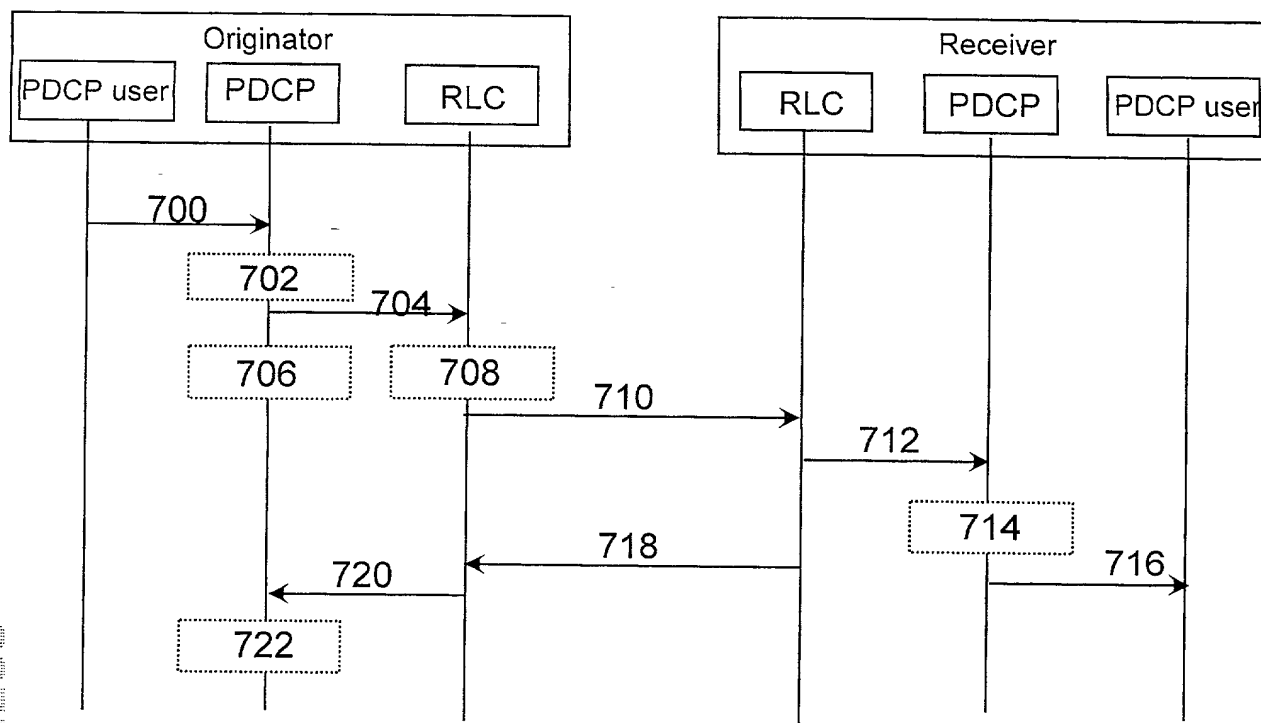 Originator
Receiver
PDCP user
PDCP
RLC
RLC
PDCP
PDCP user
700
702
704
706
708
710
712
714
718
716
720
722